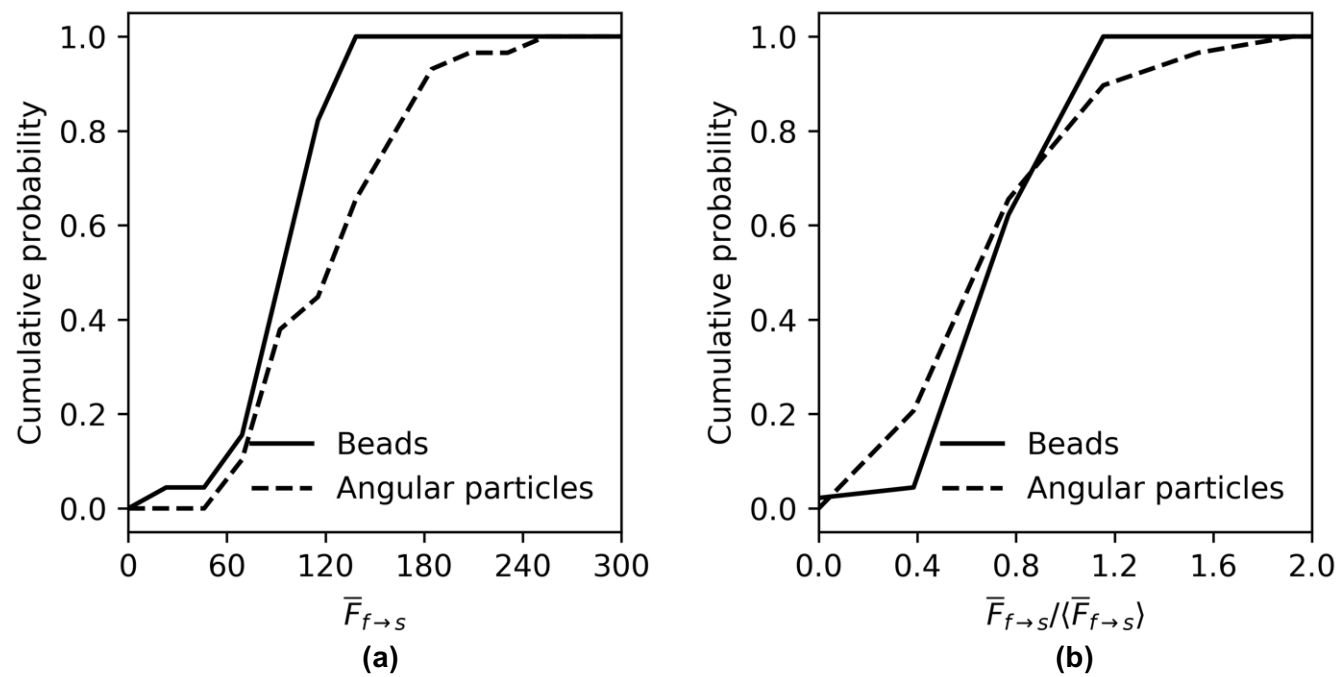 Cumulative probability
1.0
0.8
0.6
0.4
0.2
0.0
Beads
Angular particles
0 60 120 180 240 300
F̅f→s
(a)
Cumulative probability
1.0
0.8
0.6
0.4
0.2
0.0
Beads
Angular particles
0.0 0.4 0.8 1.2 1.6 2.0
F̅f→s/⟨F̅f→s⟩
(b)